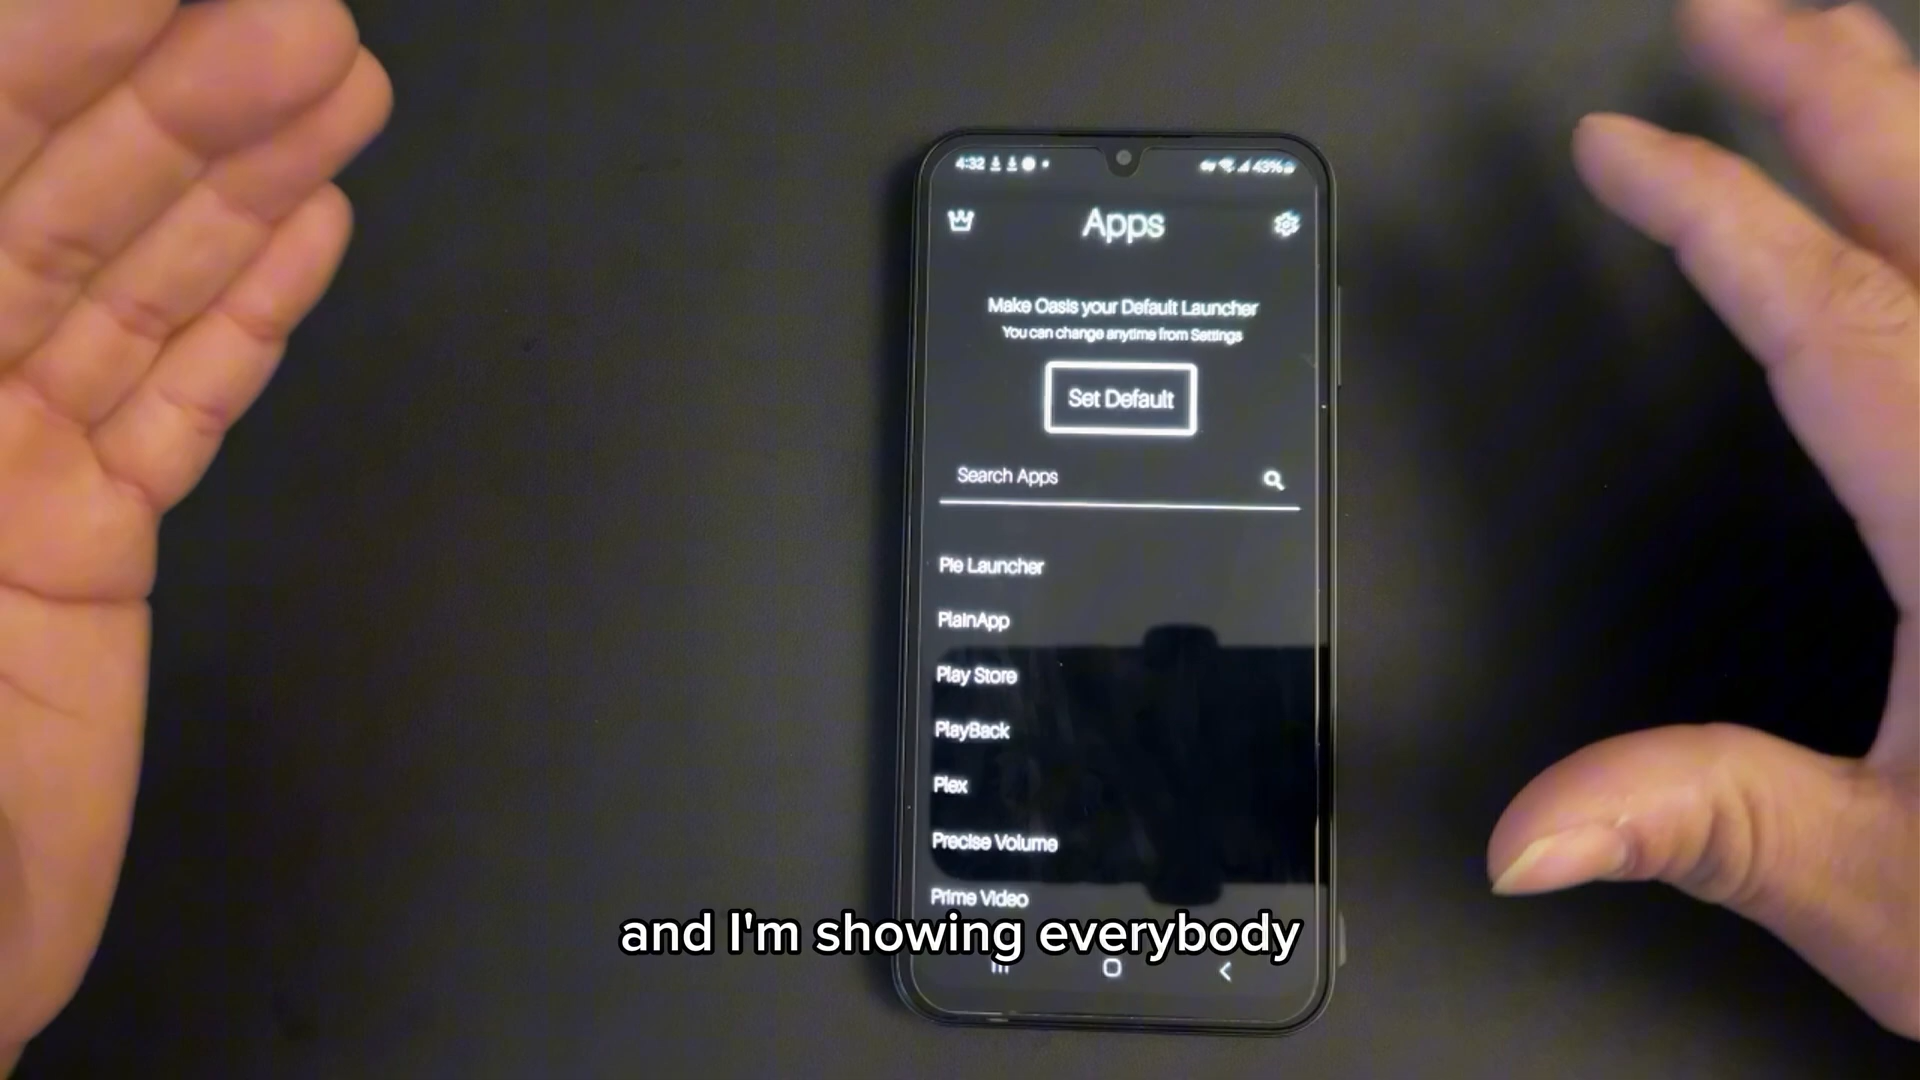 4:32
43%
Apps
Make Oasis your Default Launcher
You can change anytime from Settings
Set Default
Search Apps
Pie Launcher
PlainApp
Play Store
PlayBack
Plex
Precise Volume
Prime Video
and I'm showing everybody